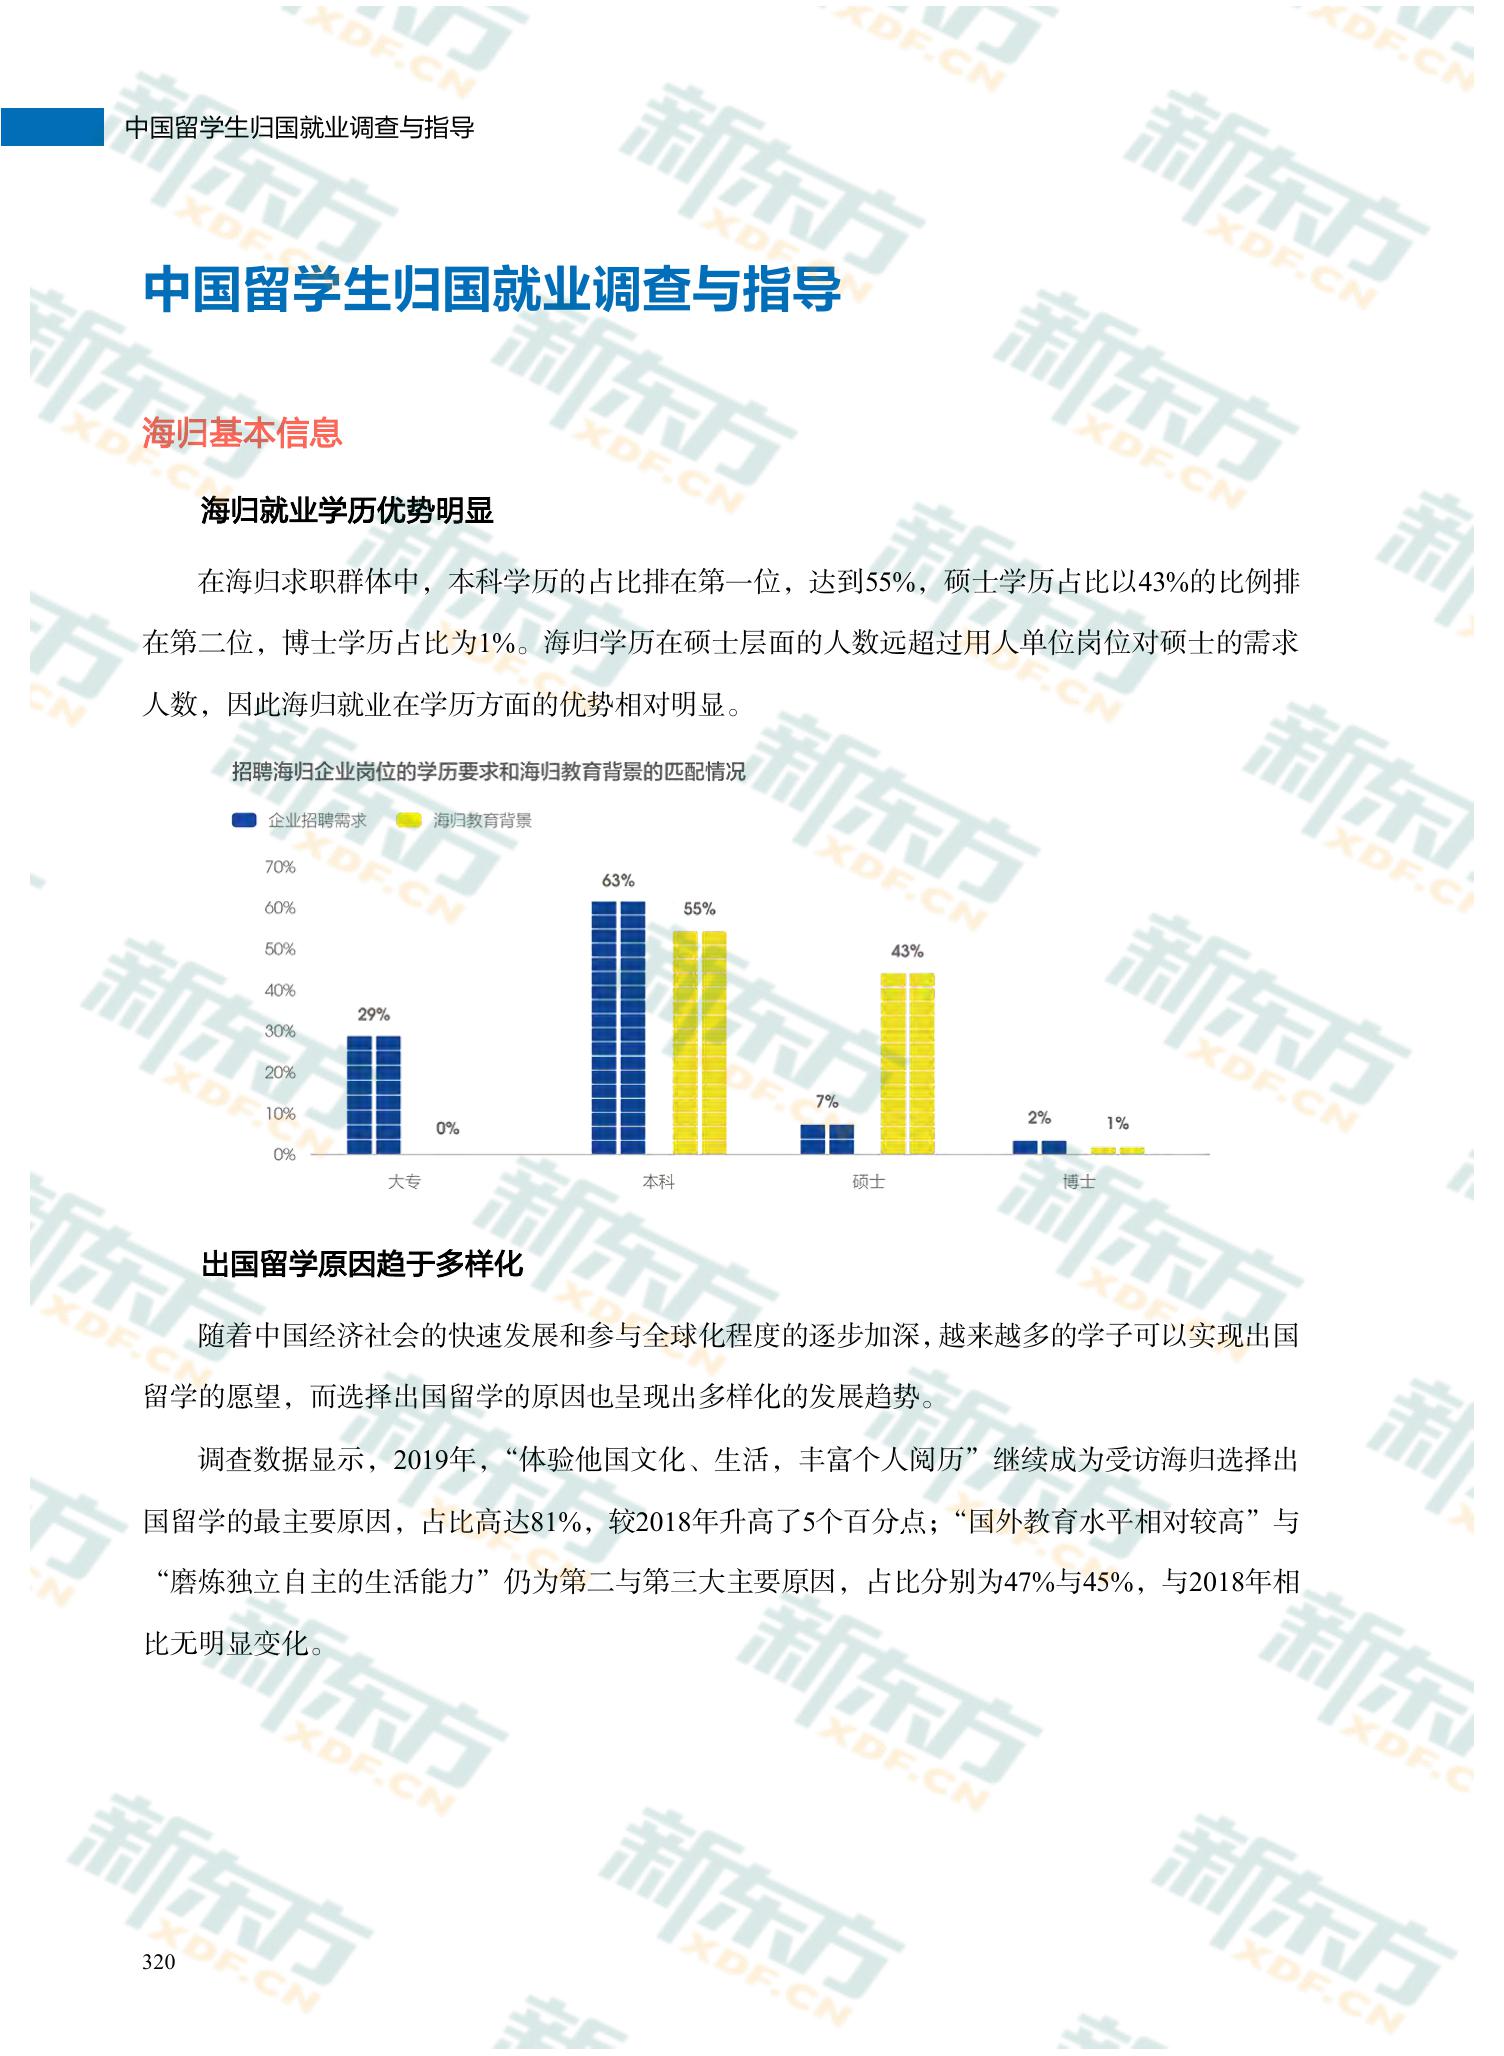 中国留学生归国就业调查与指导
中国留学生归国就业调查与指导
海归基本信息
海归就业学历优势明显
在海归求职群体中，本科学历的占比排在第一位，达到55%，硕士学历占比以43%的比例排
在第二位，博士学历占比为1%。海归学历在硕士层面的人数远超过用人单位岗位对硕士的需求
人数，因此海归就业在学历方面的优势相对明显。
招聘海归企业岗位的学历要求和海归教育背景的匹配情况
企业招聘需求 海归教育背景
70%
60%
50%
40%
30%
20%
10%
0%
29%
0%
63%
55%
7%
43%
2%
1%
大专 本科 硕士 博士
出国留学原因趋于多样化
随着中国经济社会的快速发展和参与全球化程度的逐步加深，越来越多的学子可以实现出国
留学的愿望，而选择出国留学的原因也呈现出多样化的发展趋势。
调查数据显示，2019年，“体验他国文化、生活，丰富个人阅历”继续成为受访海归选择出
国留学的最主要原因，占比高达81%，较2018年升高了5个百分点；“国外教育水平相对较高”与
“磨炼独立自主的生活能力”仍为第二与第三大主要原因，占比分别为47%与45%，与2018年相
比无明显变化。
320
新东方
XDF.CN